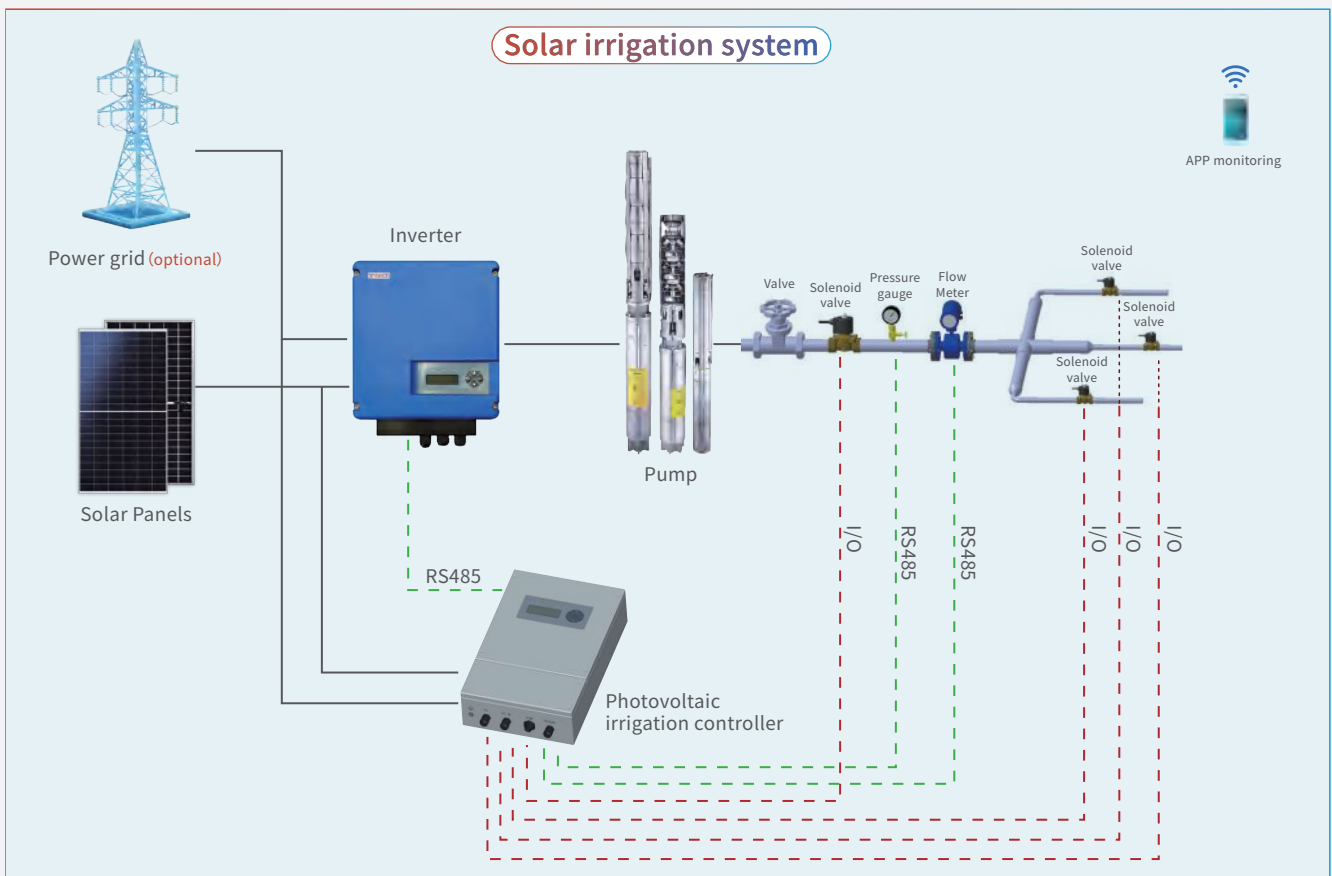 Solar irrigation system
APP monitoring
Power grid (optional)
Inverter
Solar Panels
Pump
Valve
Solenoid
valve
Pressure
gauge
Flow
Meter
Solenoid
valve
Solenoid
valve
Solenoid
valve
RS485
I/O
RS485
RS485
I/O
I/O
I/O
Photovoltaic
irrigation controller